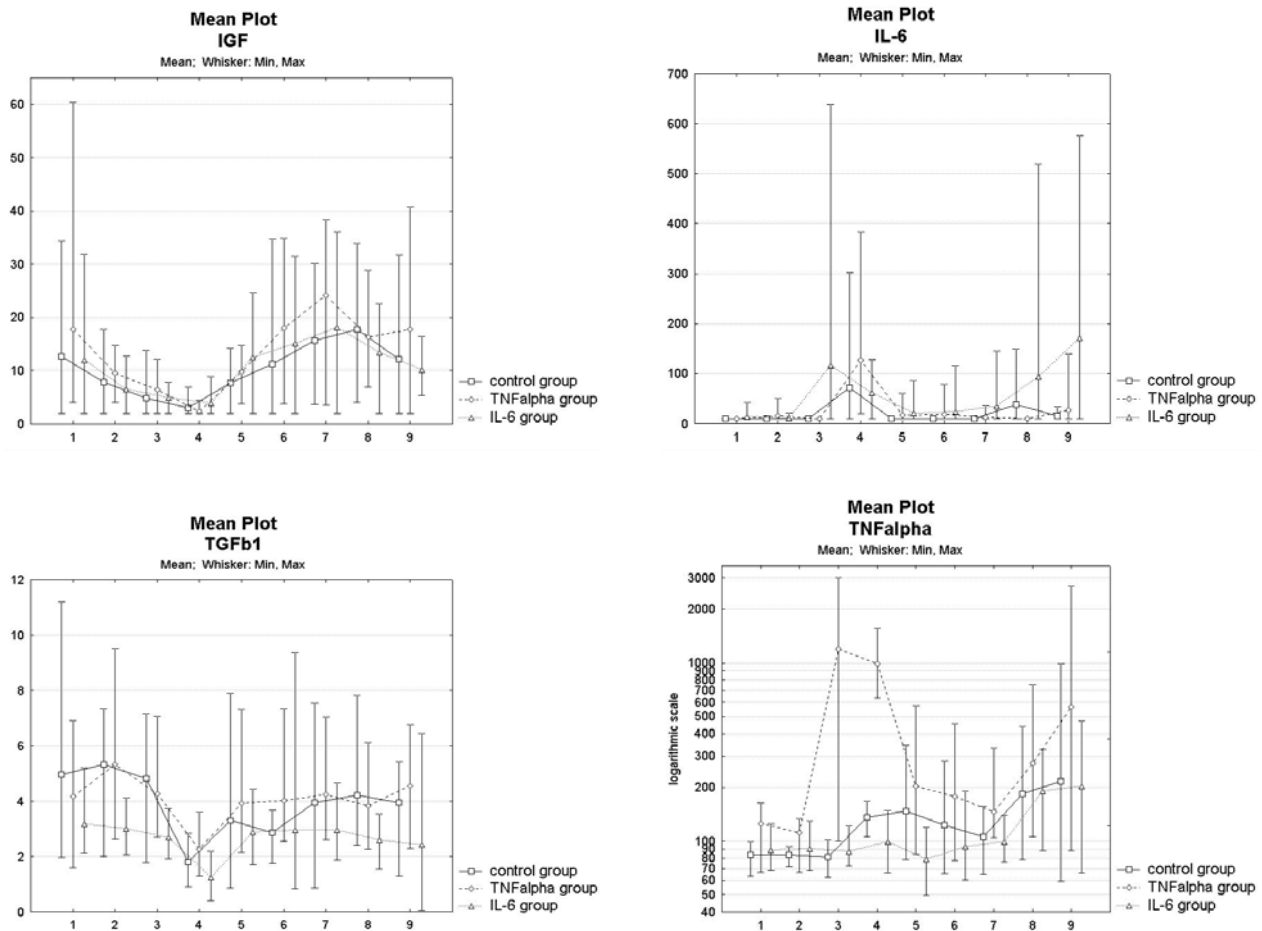 Mean Plot
IGF
Mean; Whisker: Min, Max
60
50
40
30
20
10
0
1 2 3 4 5 6 7 8 9
control group
TNFalpha group
IL-6 group
Mean Plot
IL-6
Mean; Whisker: Min, Max
700
600
500
400
300
200
100
0
1 2 3 4 5 6 7 8 9
control group
TNFalpha group
IL-6 group
Mean Plot
TGFb1
Mean; Whisker: Min, Max
12
10
8
6
4
2
0
1 2 3 4 5 6 7 8 9
control group
TNFalpha group
IL-6 group
Mean Plot
TNFalpha
Mean; Whisker: Min, Max
logarithmic scale
3000
2000
1000
900
800
700
600
500
400
300
200
100
90
80
70
60
50
40
1 2 3 4 5 6 7 8 9
control group
TNFalpha group
IL-6 group